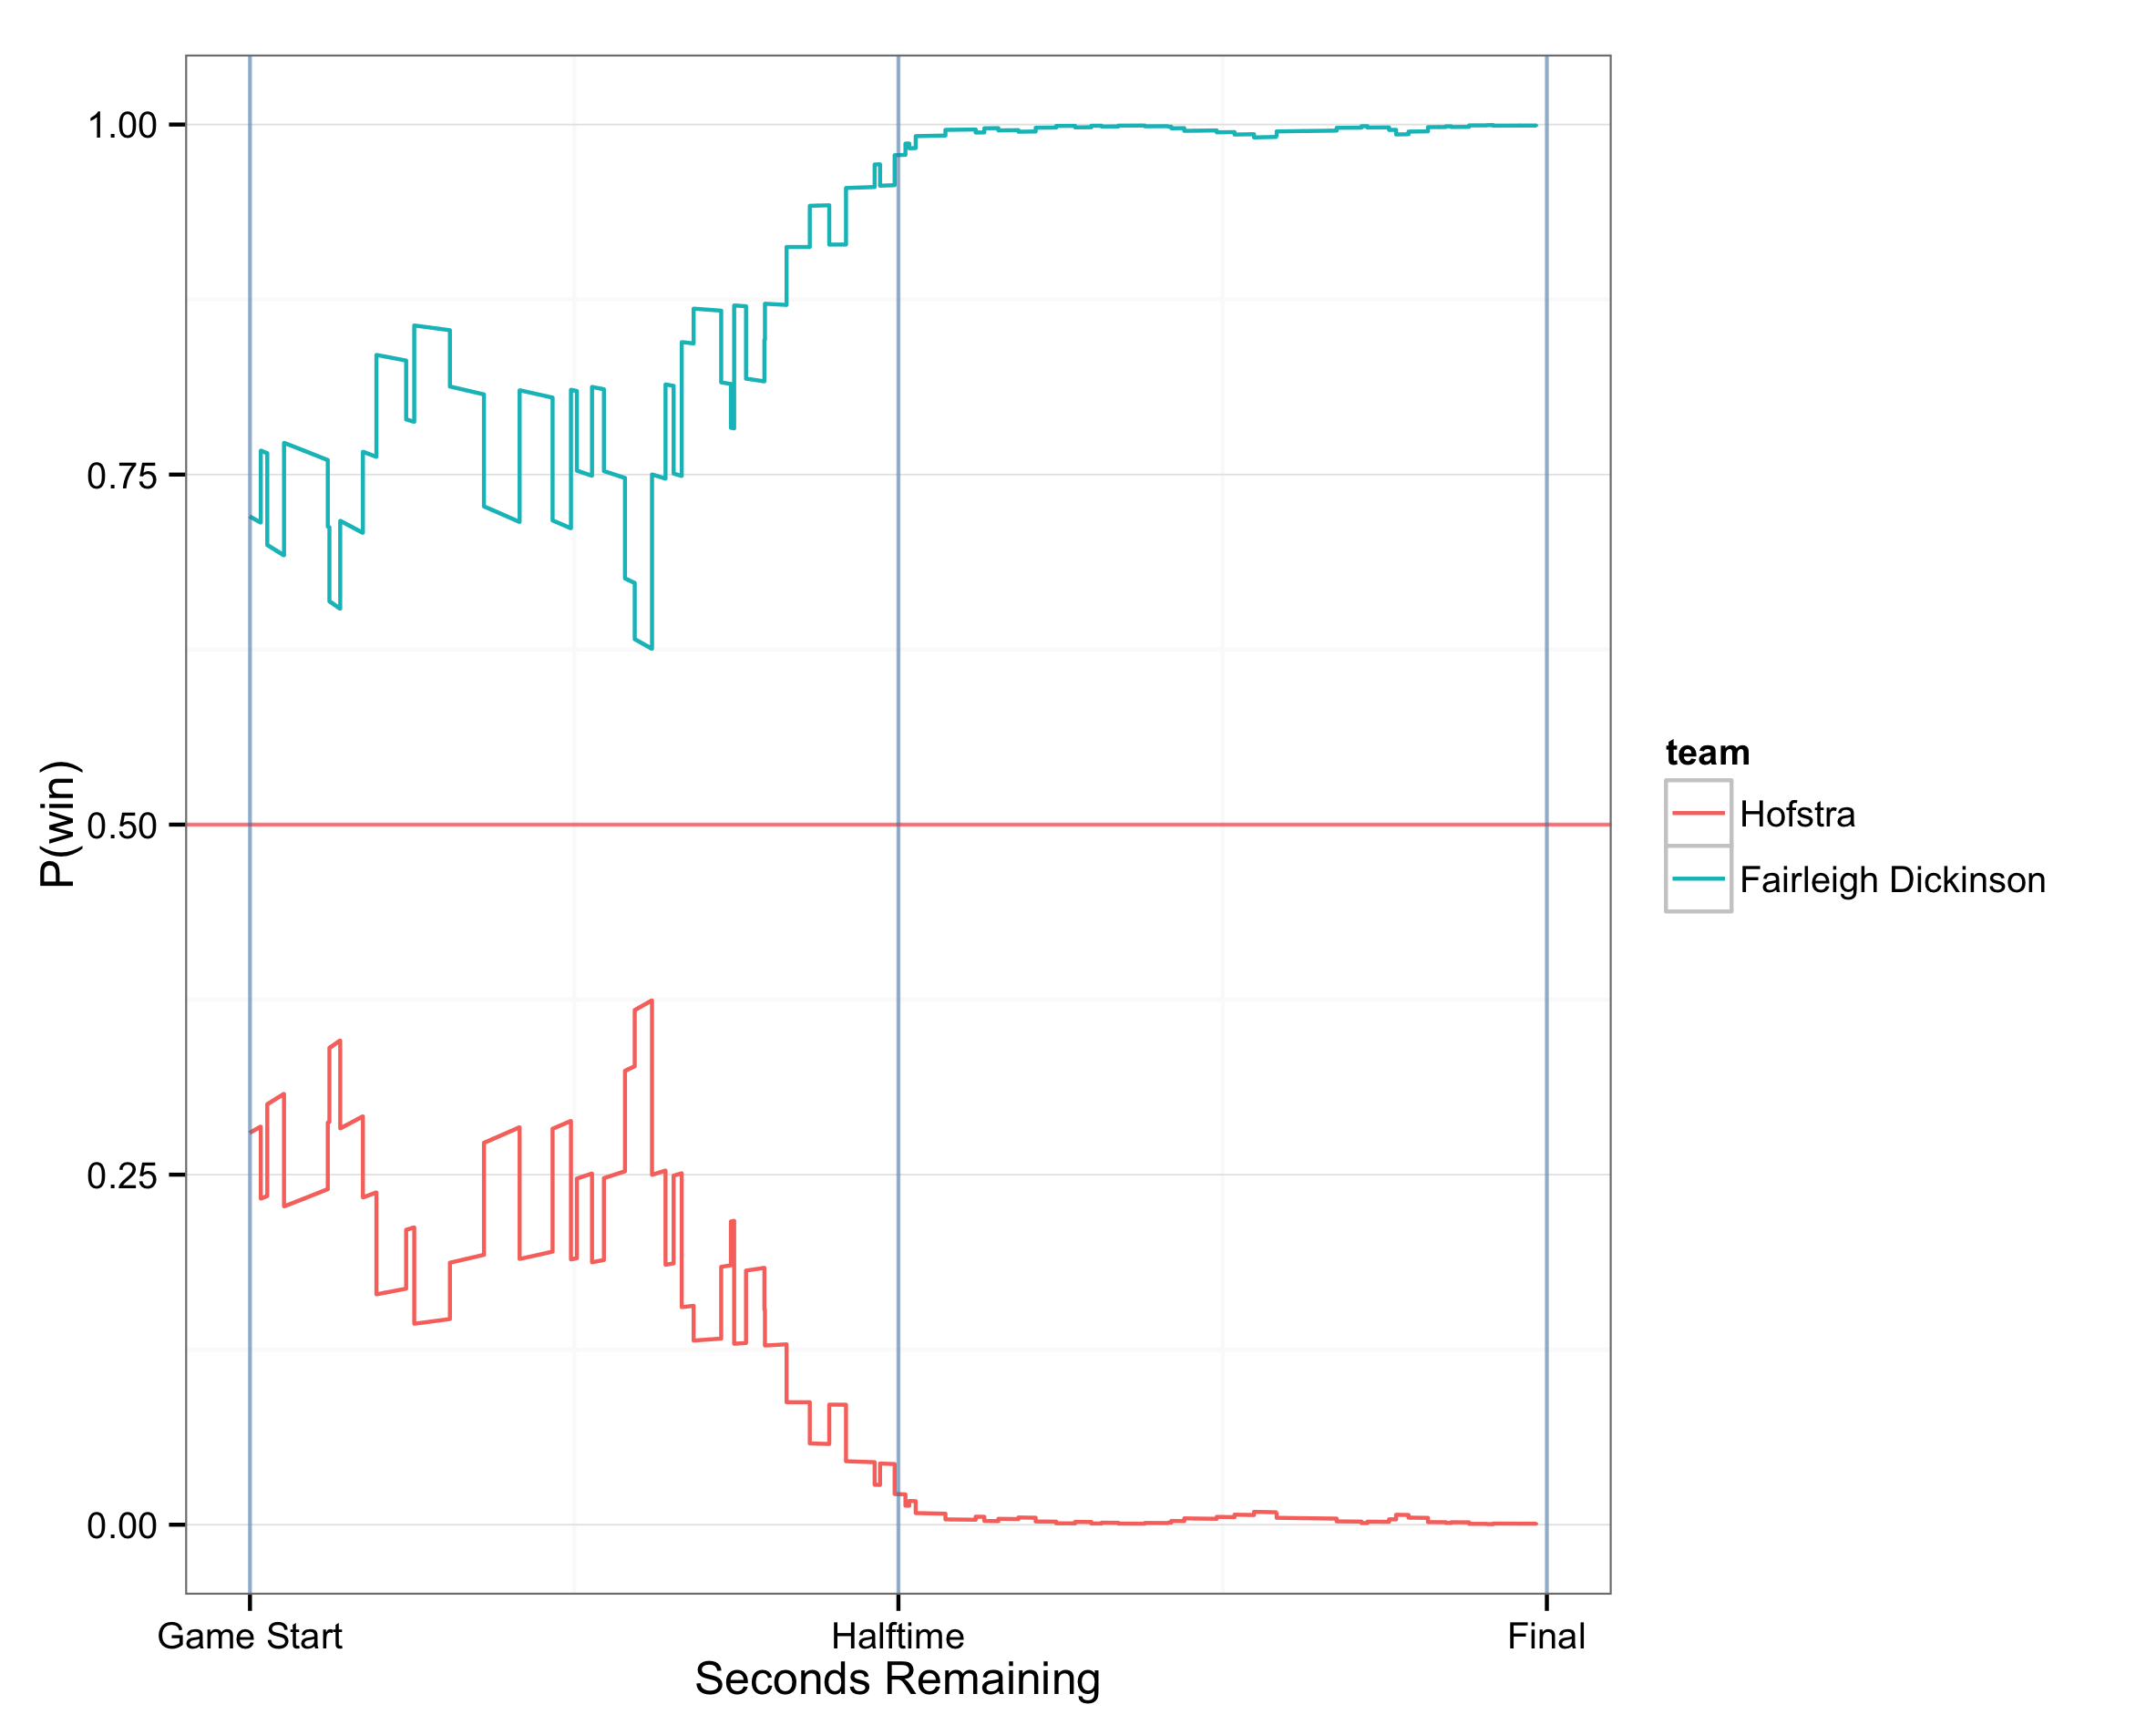 1.00
0.75
0.50
0.25
0.00
P(win)
Game Start
Halftime
Final
Seconds Remaining
team
Hofstra
Fairleigh Dickinson